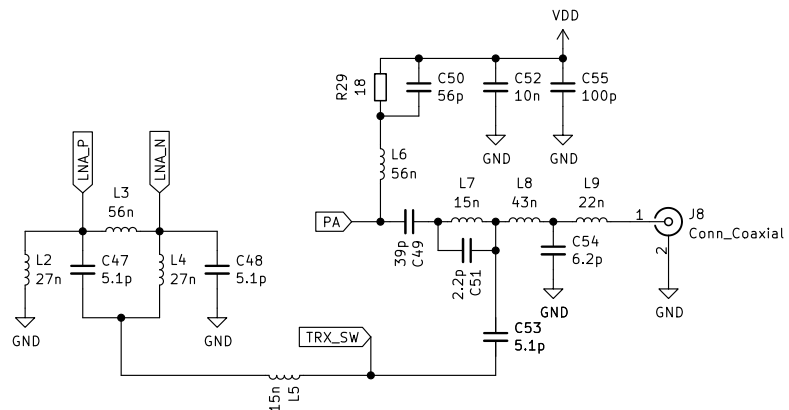 VDD
R29
18
C50
56p
C52
10n
C55
100p
GND
GND
LNA_P
LNA_N
L6
56n
L3
56n
L7
15n
L8
43n
L9
22n
PA
1
J8
Conn_Coaxial
2
39p
C49
2.2p
C51
C54
6.2p
L2
27n
C47
5.1p
L4
27n
C48
5.1p
GND
GND
GND
GND
TRX_SW
C53
5.1p
15n
L5